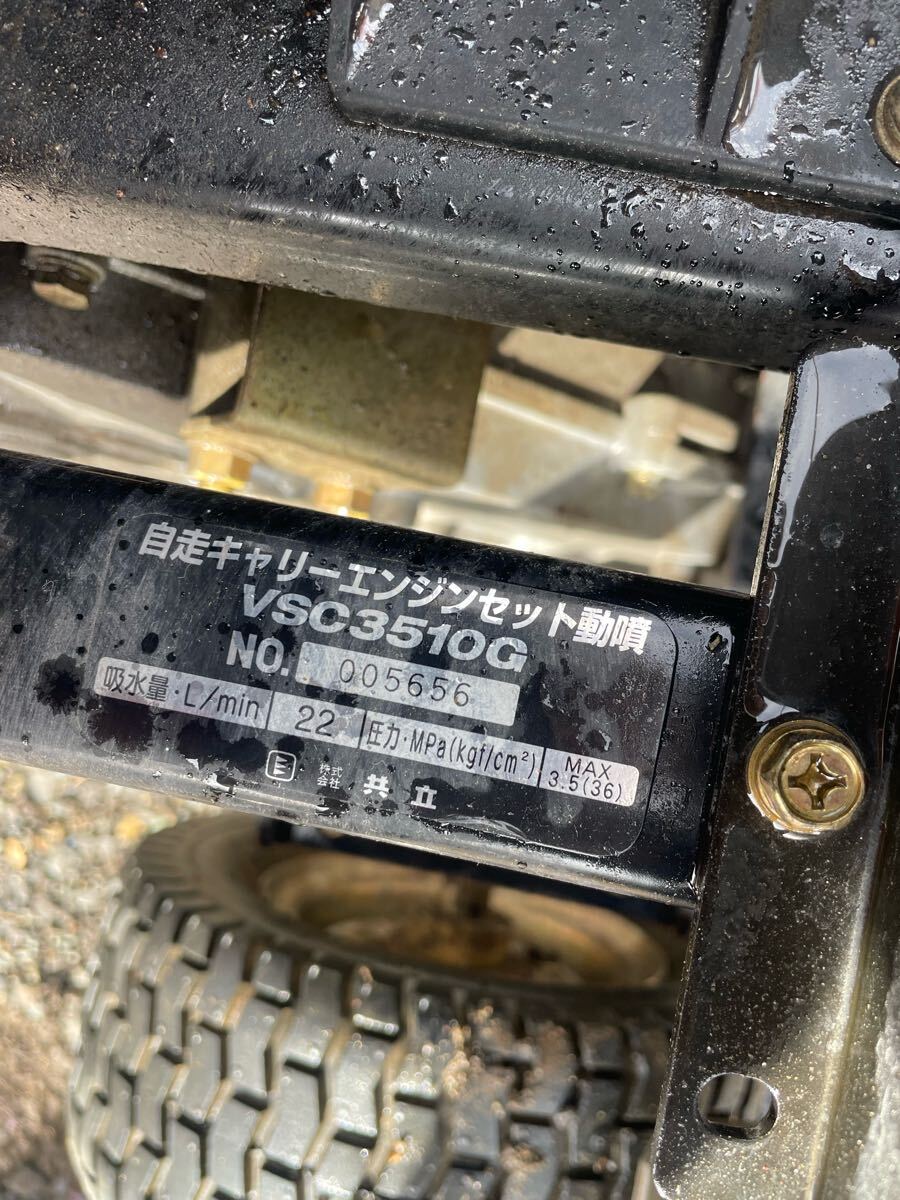 自走キャリーエンジンセット動噴
VSC3510G
NO. 005656
吸水量・L/min 22 圧力・MPa(kgf/cm²) MAX 3.5(36)
株式会社 共立